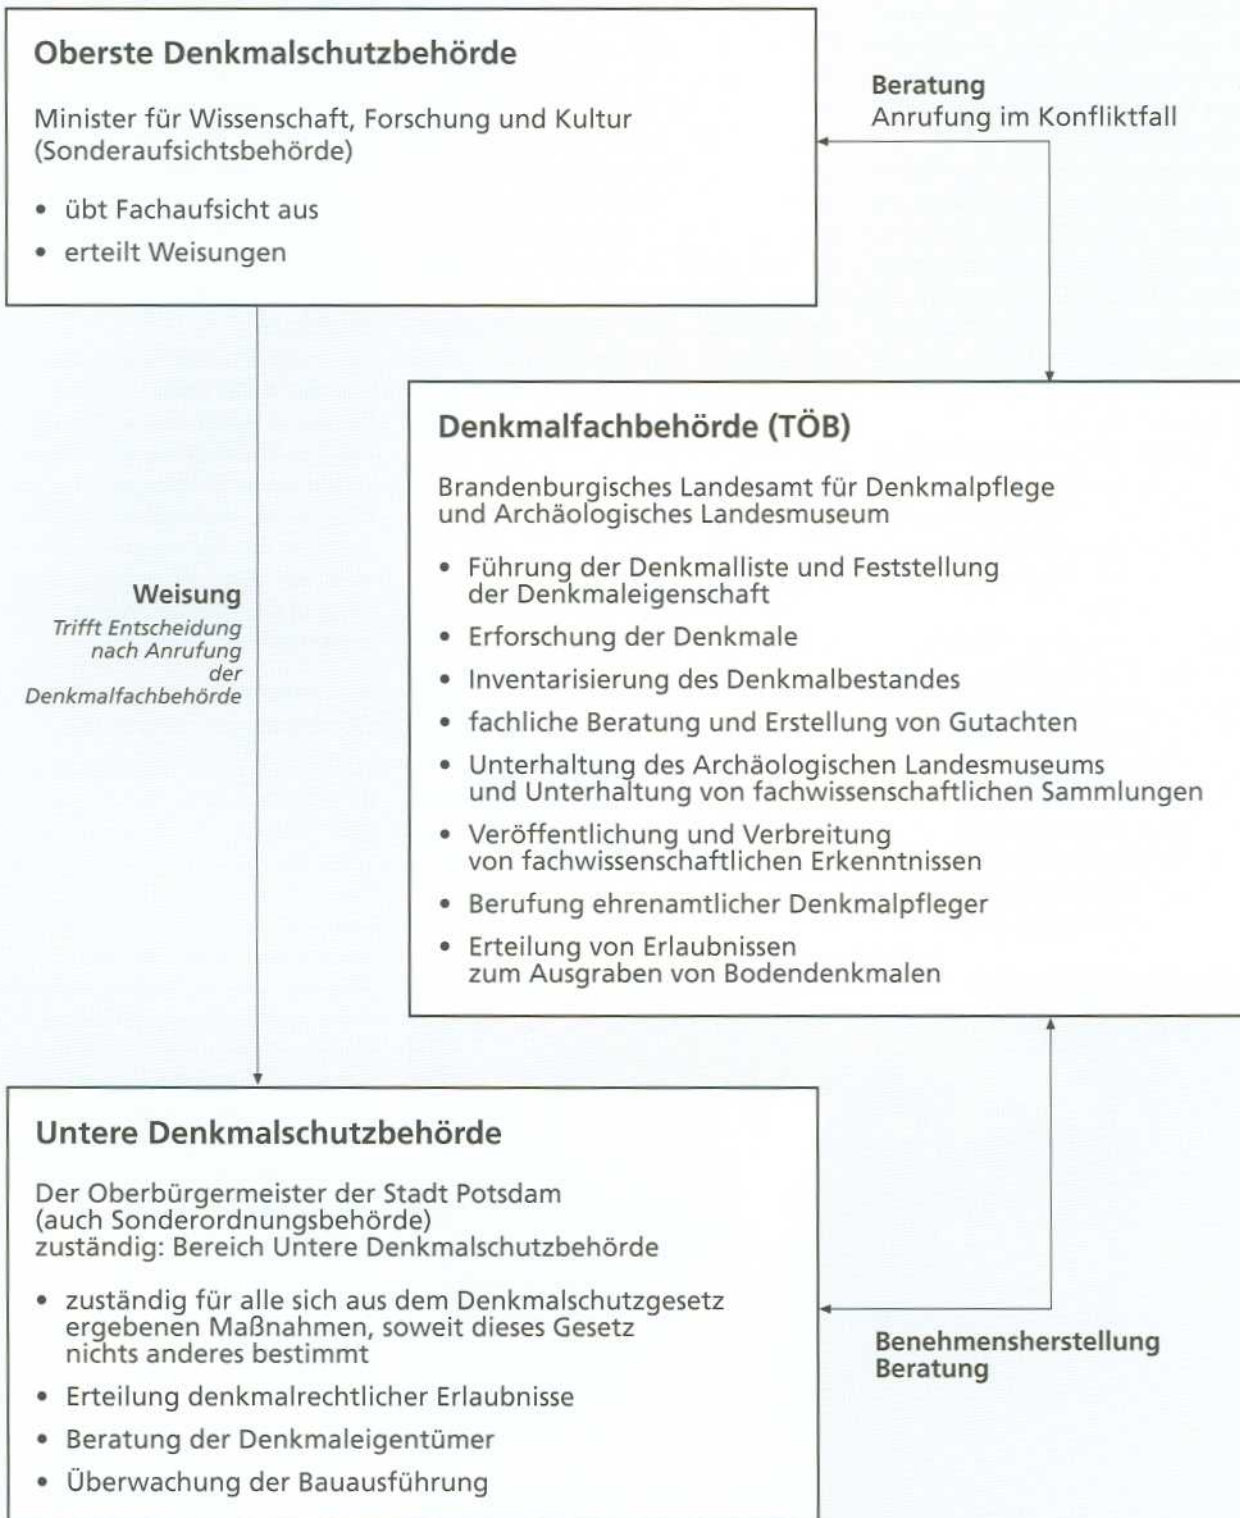 Oberste Denkmalschutzbehörde
Minister für Wissenschaft, Forschung und Kultur
(Sonderaufsichtsbehörde)
• übt Fachaufsicht aus
• erteilt Weisungen
Beratung
Anrufung im Konfliktfall
Weisung
Trifft Entscheidung
nach Anrufung
der
Denkmalfachbehörde
Denkmalfachbehörde (TÖB)
Brandenburgisches Landesamt für Denkmalpflege
und Archäologisches Landesmuseum
• Führung der Denkmalliste und Feststellung
der Denkmaleigenschaft
• Erforschung der Denkmale
• Inventarisierung des Denkmalbestandes
• fachliche Beratung und Erstellung von Gutachten
• Unterhaltung des Archäologischen Landesmuseums
und Unterhaltung von fachwissenschaftlichen Sammlungen
• Veröffentlichung und Verbreitung
von fachwissenschaftlichen Erkenntnissen
• Berufung ehrenamtlicher Denkmalpfleger
• Erteilung von Erlaubnissen
zum Ausgraben von Bodendenkmalen
Untere Denkmalschutzbehörde
Der Oberbürgermeister der Stadt Potsdam
(auch Sonderordnungsbehörde)
zuständig: Bereich Untere Denkmalschutzbehörde
• zuständig für alle sich aus dem Denkmalschutzgesetz
ergebenen Maßnahmen, soweit dieses Gesetz
nichts anderes bestimmt
• Erteilung denkmalrechtlicher Erlaubnisse
• Beratung der Denkmaleigentümer
• Überwachung der Bauausführung
Benehmensherstellung
Beratung